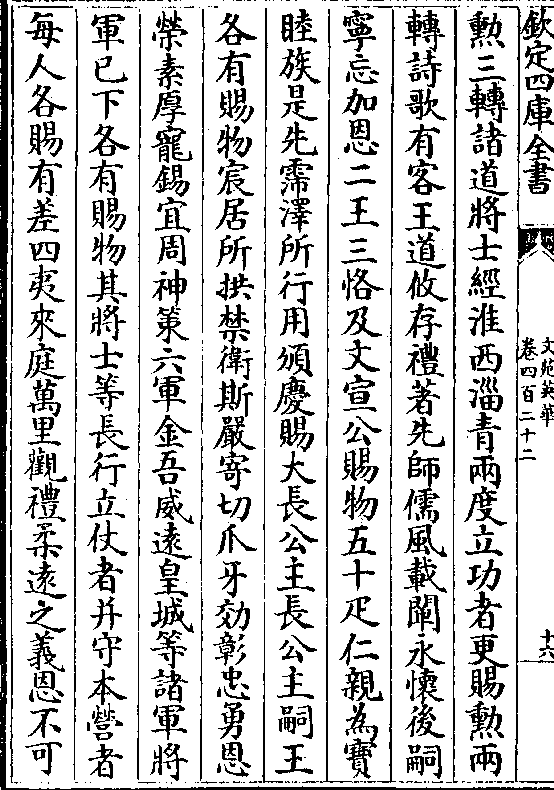 欽定四庫全書
文苑英華
卷四百二十二
十六
勲三轉諸道將士經淮西淄青兩度立功者更賜勲兩
轉詩歌有客王道攸存禮著先師儒風載闡永懷後嗣
寧忘加恩二王三恪及文宣公賜物五十疋仁親為寳
睦族是先霈澤所行用頒慶賜大長公主長公主嗣王
各有賜物宸居所拱禁衛斯嚴寄切爪牙効彰忠勇恩
榮素厚寵錫宜周神策六軍金吾威逺皇城等諸軍將
軍已下各有賜物其將士等長行立仗者并守本營者
每人各賜有差四夷來庭萬里觀禮柔逺之義恩不可